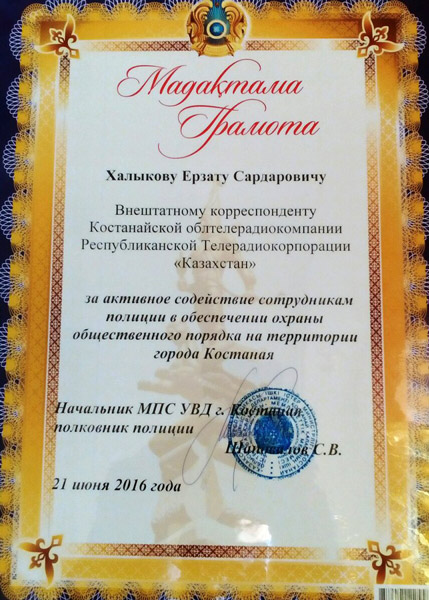 Мадақтама
Грамота
Халыкову Ерзату Сардаровичу
Внештатному корреспонденту
Костанайской облтелерадиокомпании
Республиканской Телерадиокорпорации
«Казахстан»
за активное содействие сотрудникам
полиции в обеспечении охраны
общественного порядка на территории
города Костаная
Начальник МПС УВД г. Костаная
полковник полиции
С.В.
21 июня 2016 года